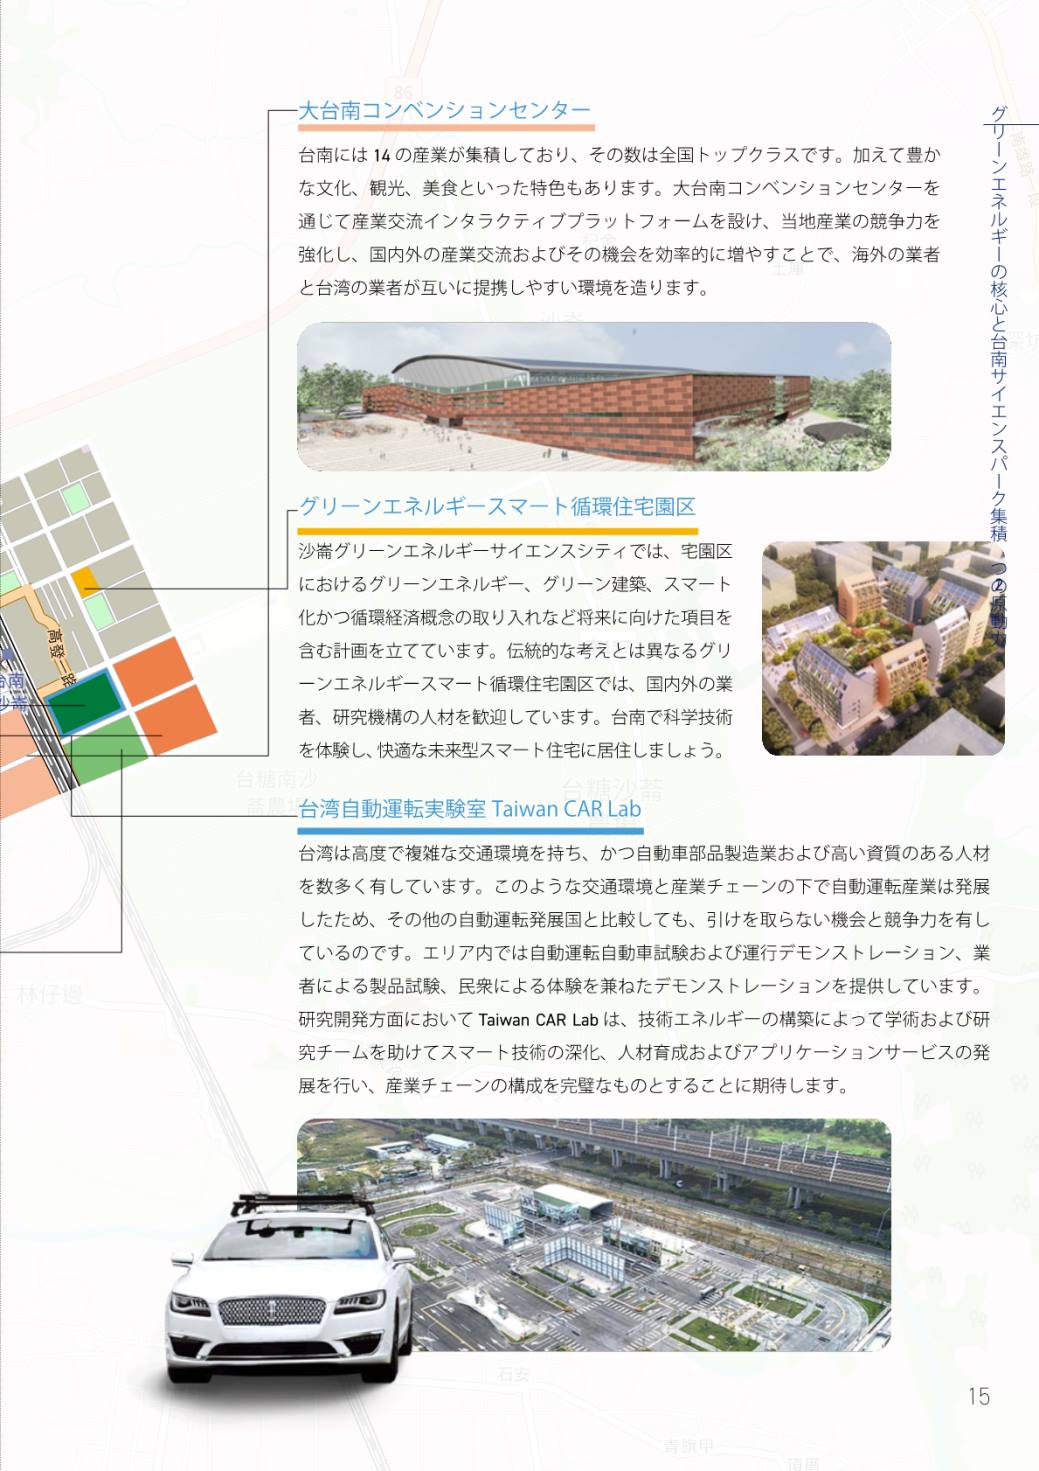 大台南コンベンションセンター
台南には 14 の産業が集積しており、その数は全国トップクラスです。加えて豊か
な文化、観光、美食といった特色もあります。大台南コンベンションセンターを
通じて産業交流インタラクティブプラットフォームを設け、当地産業の競争力を
強化し、国内外の産業交流およびその機会を効率的に増やすことで、海外の業者
と台湾の業者が互いに提携しやすい環境を造ります。
グリーンエネルギースマート循環住宅園区
沙崙グリーンエネルギーサイエンスシティでは、宅園区
におけるグリーンエネルギー、グリーン建築、スマート
化かつ循環経済概念の取り入れなど将来に向けた項目を
含む計画を立てています。伝統的な考えとは異なるグリ
ーンエネルギースマート循環住宅園区では、国内外の業
者、研究機構の人材を歓迎しています。台南で科学技術
を体験し、快適な未来型スマート住宅に居住しましょう。
台湾自動運転実験室 Taiwan CAR Lab
台湾は高度で複雑な交通環境を持ち、かつ自動車部品製造業および高い資質のある人材
を数多く有しています。このような交通環境と産業チェーンの下で自動運転産業は発展
したため、その他の自動運転発展国と比較しても、引けを取らない機会と競争力を有し
ているのです。エリア内では自動運転自動車試験および運行デモンストレーション、業
者による製品試験、民衆による体験を兼ねたデモンストレーションを提供しています。
研究開発方面において Taiwan CAR Lab は、技術エネルギーの構築によって学術および研
究チームを助けてスマート技術の深化、人材育成およびアプリケーションサービスの発
展を行い、産業チェーンの構成を完璧なものとすることに期待します。
グリーンエネルギーの核心と台南サイエンスパーク集積 2つの原動力
86
沙崙
土庫
高發二路
台南
沙崙
台糖南沙
台糖沙崙
林仔邊
石安
青旗甲
頂厝
15